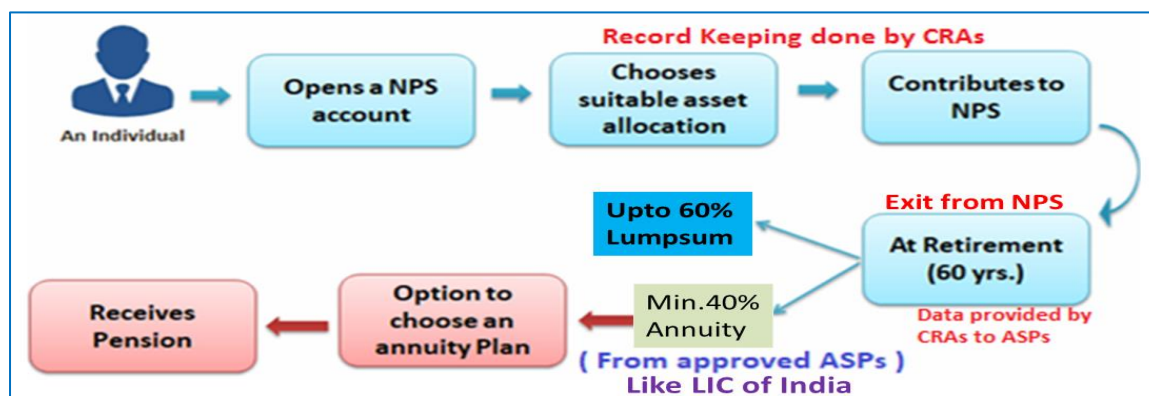 Record Keeping done by CRAs
An Individual
Opens a NPS
account
Chooses
suitable asset
allocation
Contributes to
NPS
Exit from NPS
At Retirement
(60 yrs.)
Data provided by
CRAs to ASPs
Upto 60%
Lumpsum
Min.40%
Annuity
( From approved ASPs )
Like LIC of India
Option to
choose an
annuity Plan
Receives
Pension